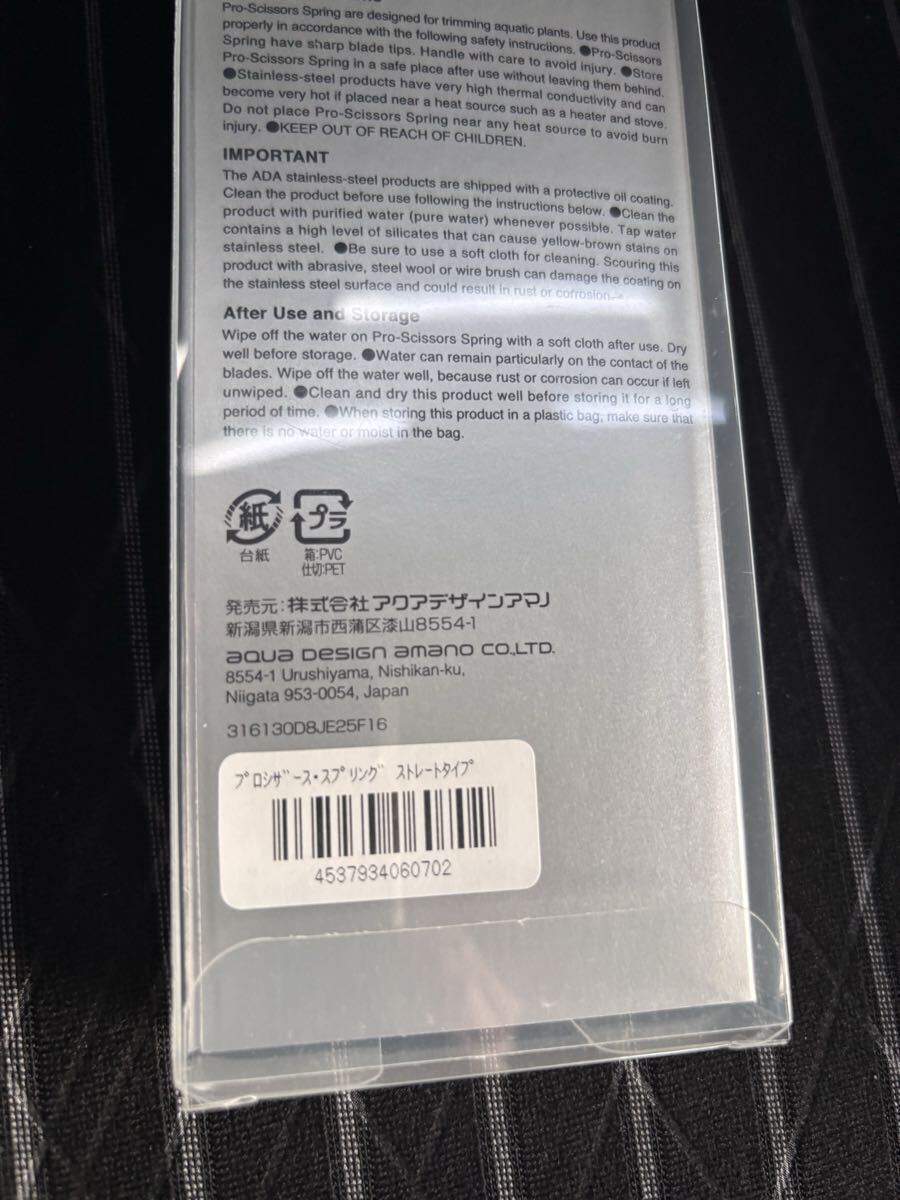 Pro-Scissors Spring are designed for trimming aquatic plants. Use this product
properly in accordance with the following safety instructiions. ●Pro-Scissors
Spring have sharp blade tips. Handle with care to avoid injury. ●Store
Pro-Scissors Spring in a safe place after use without leaving them behind.
●Stainless-steel products have very high thermal conductivity and can
become very hot if placed near a heat source such as a heater and stove.
Do not place Pro-Scissors Spring near any heat source to avoid burn
injury. ●KEEP OUT OF REACH OF CHILDREN.
IMPORTANT
The ADA stainless-steel products are shipped with a protective oil coating.
Clean the product before use following the instructions below. ●Clean the
product with purified water (pure water) whenever possible. Tap water
contains a high level of silicates that can cause yellow-brown stains on
stainless steel. ●Be sure to use a soft cloth for cleaning. Scouring this
product with abrasive, steel wool or wire brush can damage the coating on
the stainless steel surface and could result in rust or corrosion.
After Use and Storage
Wipe off the water on Pro-Scissors Spring with a soft cloth after use. Dry
well before storage. ●Water can remain particularly on the contact of the
blades. Wipe off the water well, because rust or corrosion can occur if left
unwiped. ●Clean and dry this product well before storing it for a long
period of time. ●When storing this product in a plastic bag, make sure that
there is no water or moist in the bag.
紙 プラ
台紙 箱:PVC
仕切:PET
発売元:株式会社アクアデザインアマノ
新潟県新潟市西蒲区漆山8554-1
aqua DESIGN amano CO.,LTD.
8554-1 Urushiyama, Nishikan-ku,
Niigata 953-0054, Japan
316130D8JE25F16
ﾌﾟﾛｼｻﾞｰｽ･ｽﾌﾟﾘﾝｸﾞ ｽﾄﾚｰﾄﾀｲﾌﾟ
4537934060702